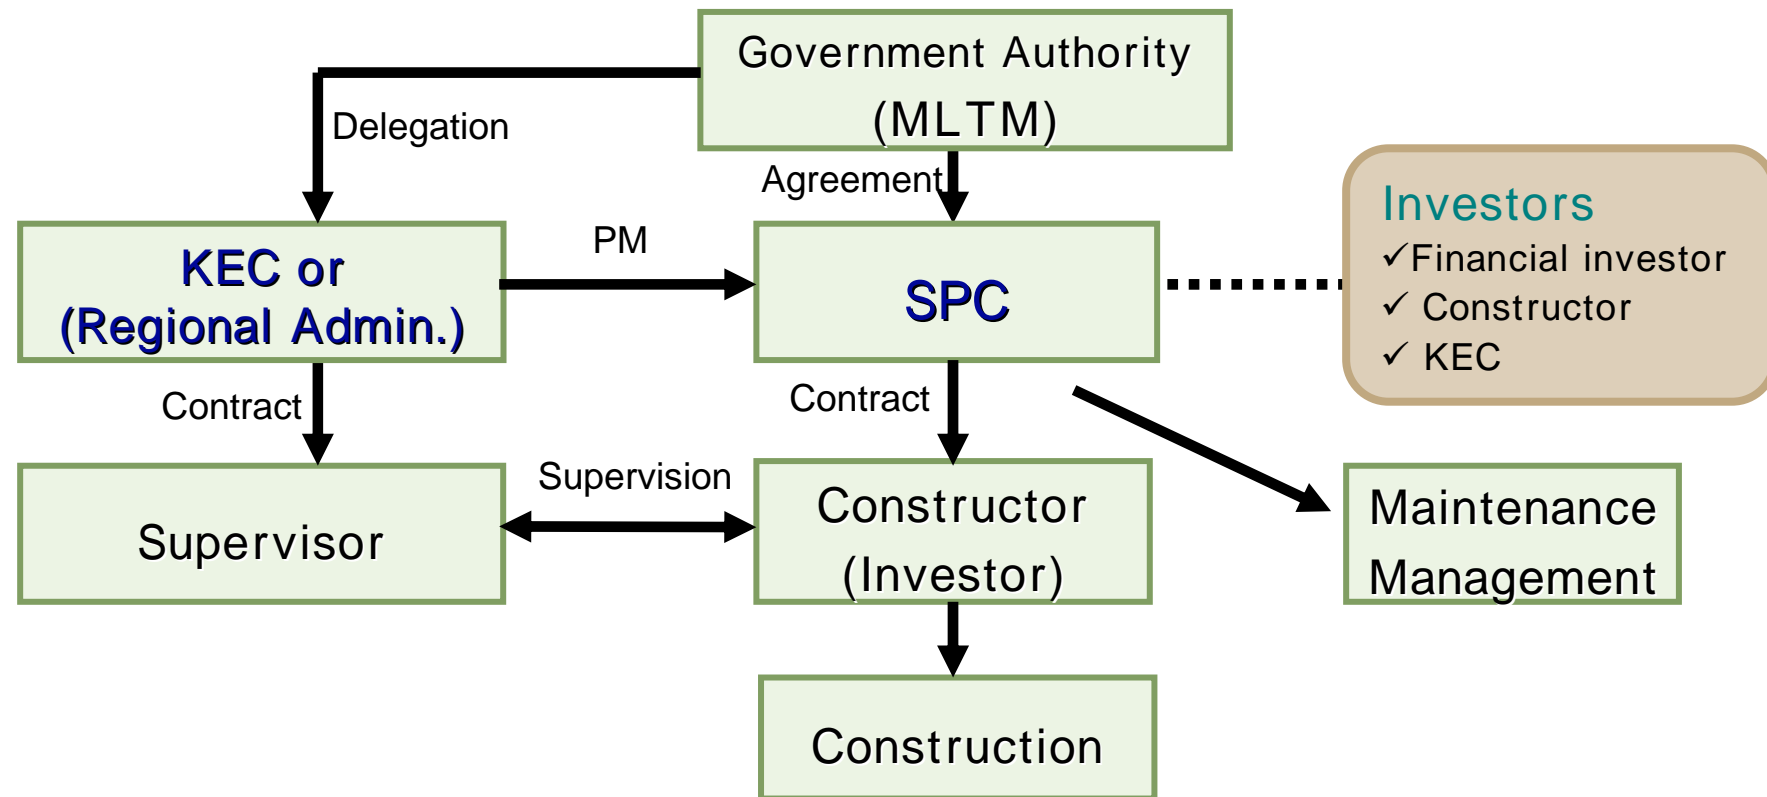 Government Authority
(MLTM)
Delegation
Agreement
KEC or
(Regional Admin.)
PM
SPC
Investors
✓Financial investor
✓ Constructor
✓ KEC
Contract
Contract
Supervisor
Supervision
Constructor
(Investor)
Maintenance
Management
Construction